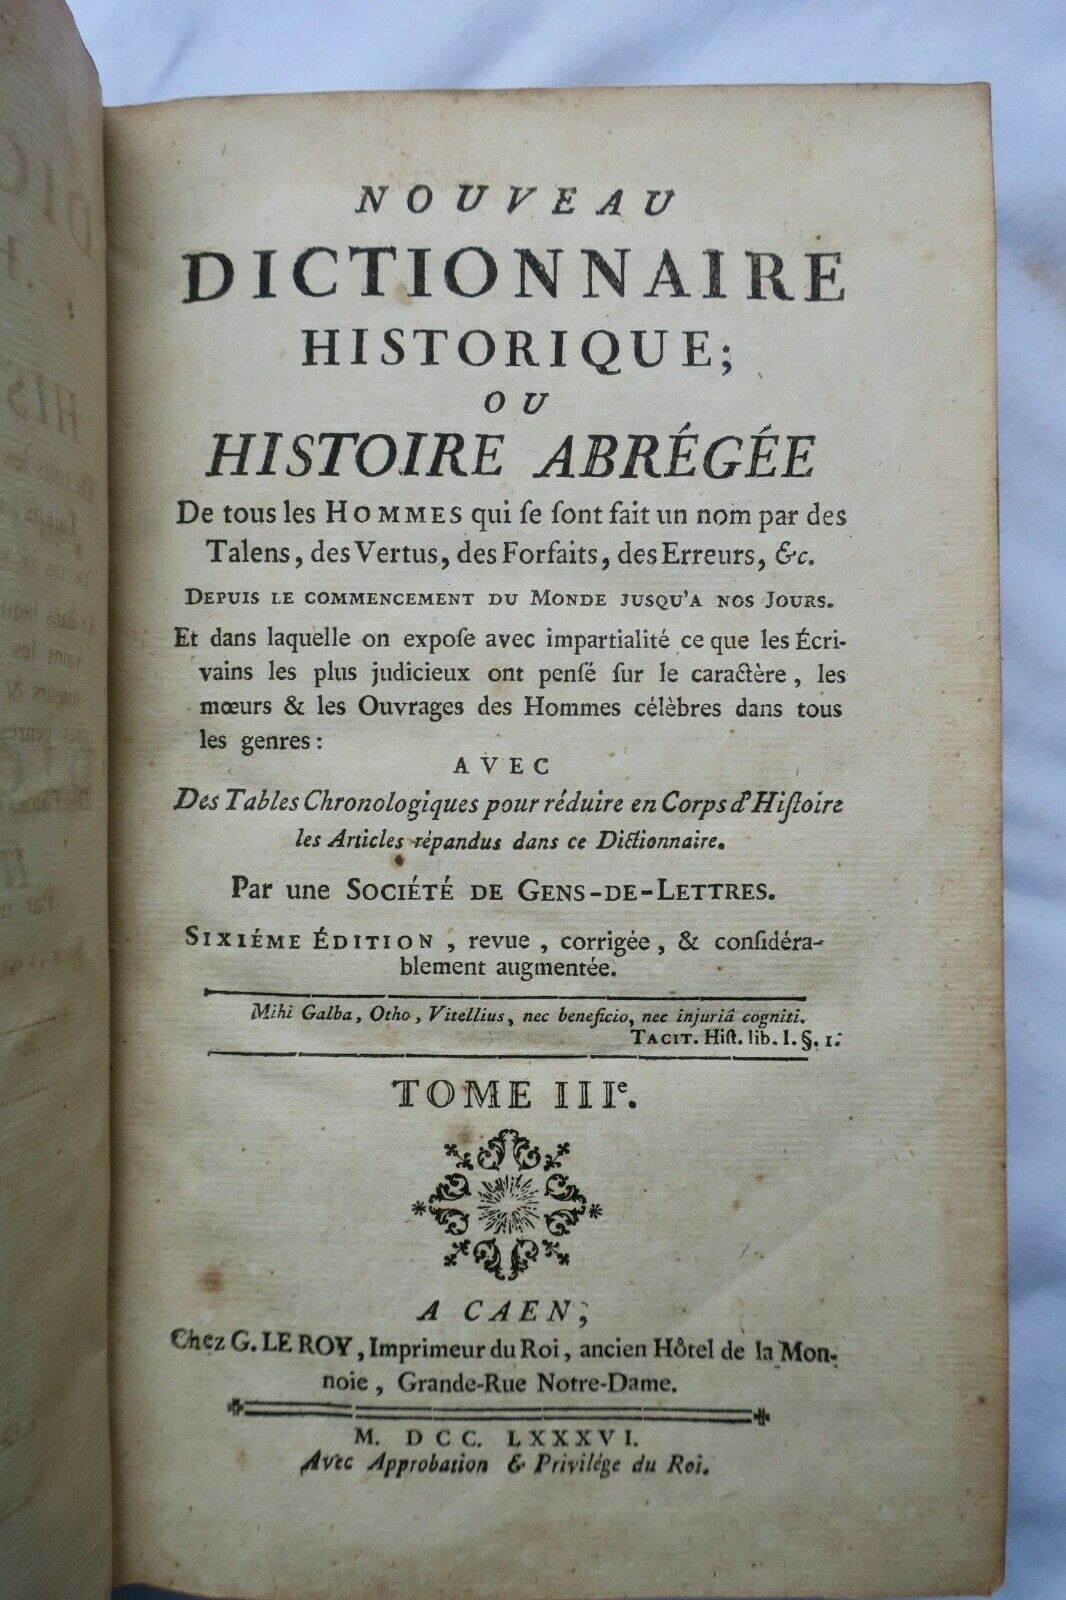 NOUVEAU
DICTIONNAIRE
HISTORIQUE;
OU
HISTOIRE ABRÉGÉE
De tous les HOMMES qui ſe ſont fait un nom par des
Talens, des Vertus, des Forfaits, des Erreurs, &c.
DEPUIS LE COMMENCEMENT DU MONDE JUSQU'A NOS JOURS.
Et dans laquelle on expoſe avec impartialité ce que les Écri-
vains les plus judicieux ont penſé ſur le caractère, les
mœurs & les Ouvrages des Hommes célèbres dans tous
les genres:
AVEC
Des Tables Chronologiques pour réduire en Corps d'Hiſtoire
les Articles répandus dans ce Dictionnaire.
Par une SOCIÉTÉ DE GENS-DE-LETTRES.
SIXIÉME ÉDITION, revue, corrigée, & conſidéra-
blement augmentée.
Mihi Galba, Otho, Vitellius, nec beneficio, nec injuriâ cogniti.
TACIT. Hiſt. lib. I. §. 1.
TOME IIIe.
A CAEN,
Chez G. LE ROY, Imprimeur du Roi, ancien Hôtel de la Mon-
noie, Grande-Rue Notre-Dame.
M. DCC. LXXXVI.
Avec Approbation & Privilége du Roi.